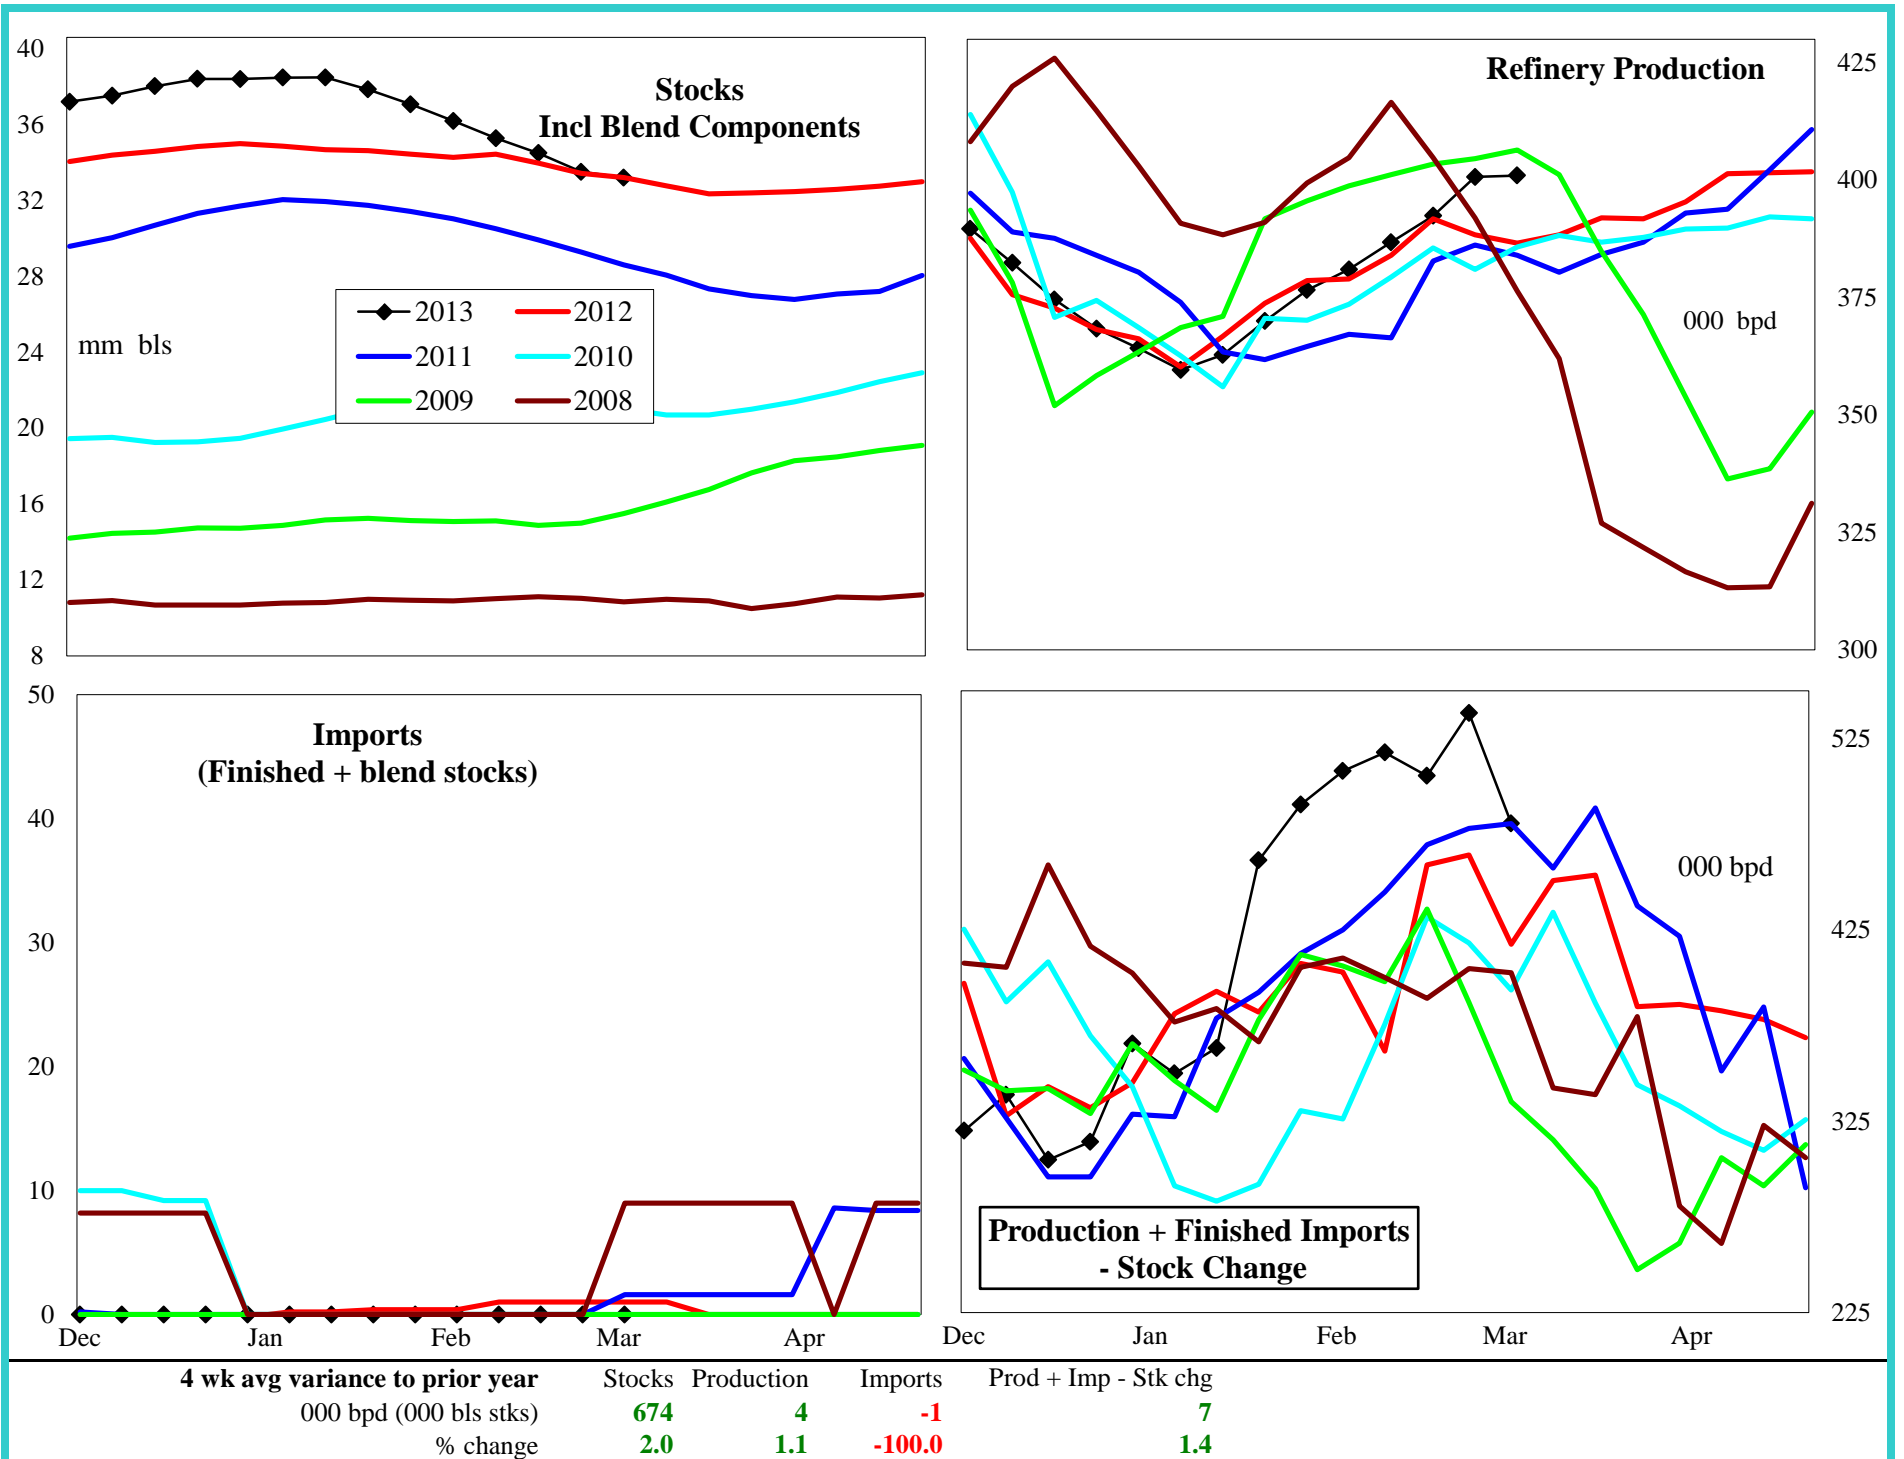 Stocks
Incl Blend Components
40
36
32
28
24
20
16
12
8
mm bls
2013
2012
2011
2010
2009
2008
Refinery Production
425
400
375
350
325
300
000 bpd
Imports
(Finished + blend stocks)
50
40
30
20
10
0
Dec Jan Feb Mar Apr
525
425
325
225
000 bpd
Production + Finished Imports
- Stock Change
Dec Jan Feb Mar Apr
4 wk avg variance to prior year Stocks Production Imports Prod + Imp - Stk chg
000 bpd (000 bls stks) 674 4 -1 7
% change 2.0 1.1 -100.0 1.4